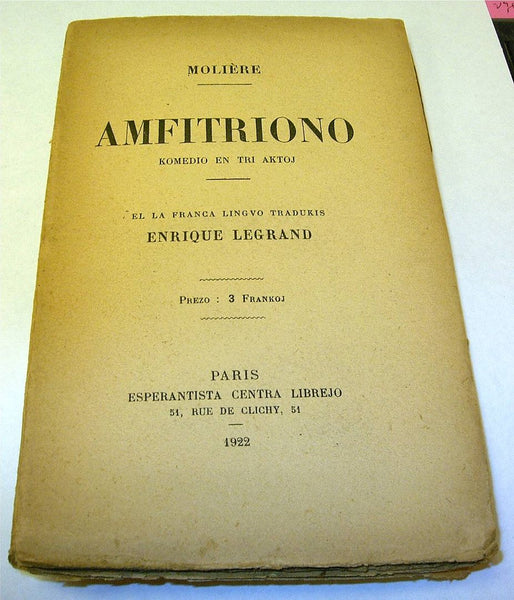 MOLIÈRE
AMFITRIONO
KOMEDIO EN TRI AKTOJ
EL LA FRANCA LINGVO TRADUKIS
ENRIQUE LEGRAND
PREZO : 3 FRANKOJ
PARIS
ESPERANTISTA CENTRA LIBREJO
51, RUE DE CLICHY, 51
1922